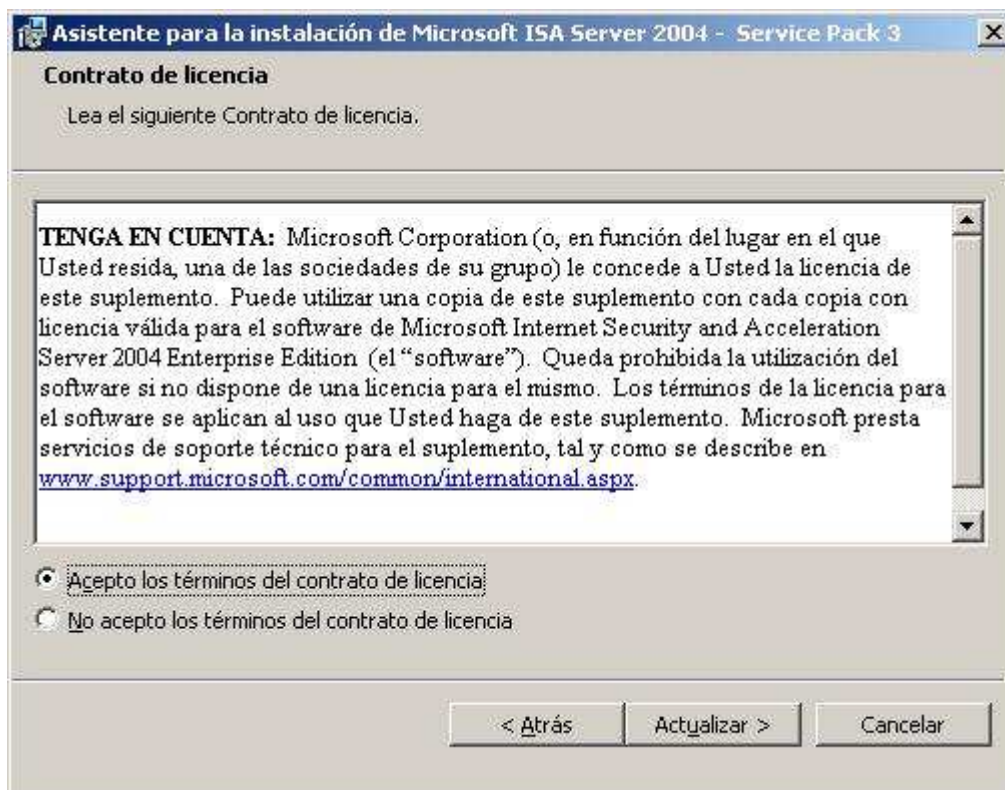 Asistente para la instalación de Microsoft ISA Server 2004 - Service Pack 3
Contrato de licencia
Lea el siguiente Contrato de licencia.
TENGA EN CUENTA: Microsoft Corporation (o, en función del lugar en el que
Usted resida, una de las sociedades de su grupo) le concede a Usted la licencia de
este suplemento. Puede utilizar una copia de este suplemento con cada copia con
licencia válida para el software de Microsoft Internet Security and Acceleration
Server 2004 Enterprise Edition (el “software”). Queda prohibida la utilización del
software si no dispone de una licencia para el mismo. Los términos de la licencia para
el software se aplican al uso que Usted haga de este suplemento. Microsoft presta
servicios de soporte técnico para el suplemento, tal y como se describe en
www.support.microsoft.com/common/international.aspx.
Acepto los términos del contrato de licencia
No acepto los términos del contrato de licencia
< Atrás
Actualizar >
Cancelar